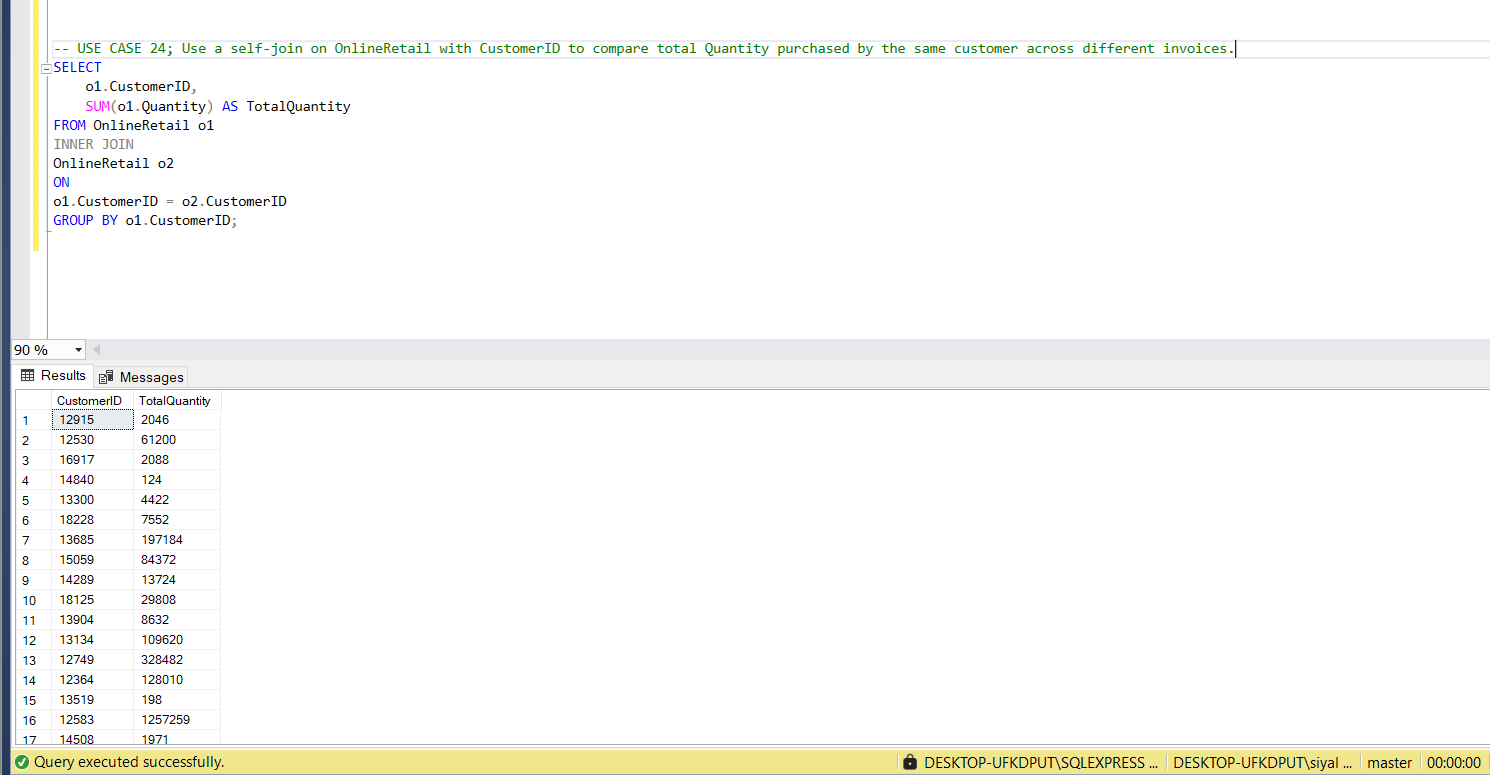 -- USE CASE 24; Use a self-join on OnlineRetail with CustomerID to compare total Quantity purchased by the same customer across different invoices.
SELECT
    o1.CustomerID,
    SUM(o1.Quantity) AS TotalQuantity
FROM OnlineRetail o1
INNER JOIN
OnlineRetail o2
ON
o1.CustomerID = o2.CustomerID
GROUP BY o1.CustomerID;
90 %
Results Messages
CustomerID TotalQuantity
1 12915 2046
2 12530 61200
3 16917 2088
4 14840 124
5 13300 4422
6 18228 7552
7 13685 197184
8 15059 84372
9 14289 13724
10 18125 29808
11 13904 8632
12 13134 109620
13 12749 328482
14 12364 128010
15 13519 198
16 12583 1257259
17 14508 1971
Query executed successfully. DESKTOP-UFKDPUT\SQLEXPRESS ... DESKTOP-UFKDPUT\siyal ... master 00:00:00